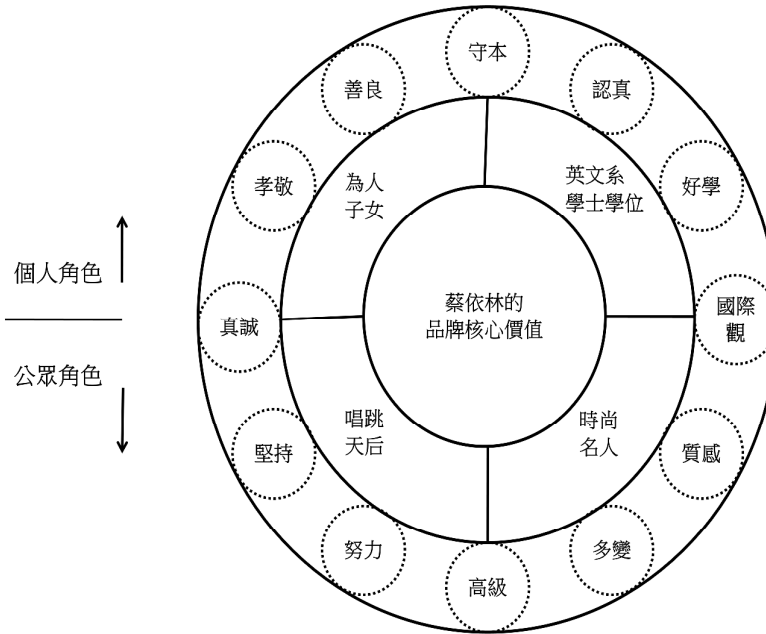 守本
善良
認真
孝敬
為人
子女
英文系
學士學位
好學
個人角色
真誠
蔡依林的
品牌核心價值
國際
觀
公眾角色
堅持
唱跳
天后
時尚
名人
質感
努力
多變
高級